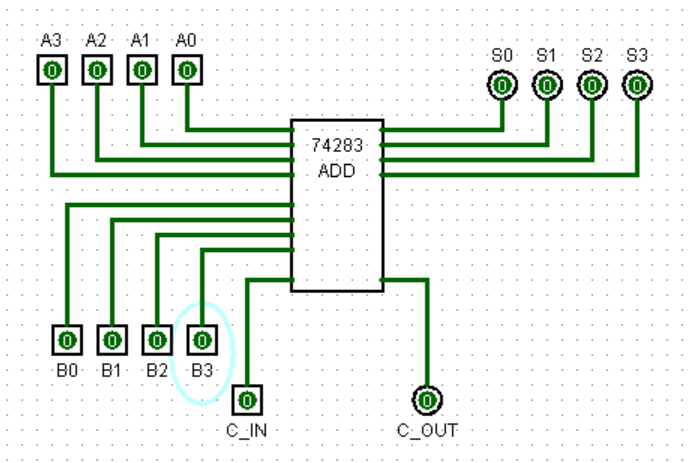 A3 A2 A1 A0
S0 S1 S2 S3
0 0 0 0
0 0 0 0
74283
ADD
0 0 0 0
B0 B1 B2 B3
0
0
C_IN
C_OUT